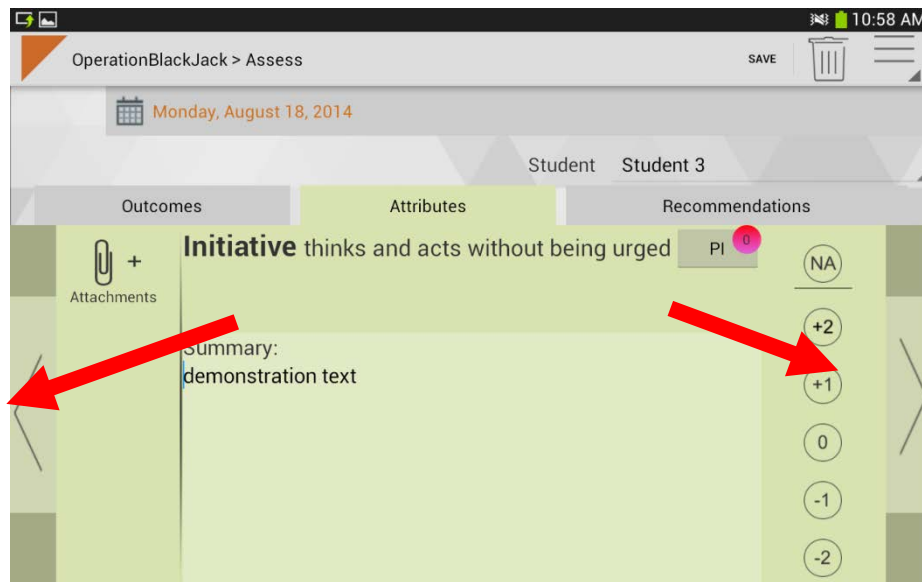 10:58 AM
OperationBlackJack > Assess
SAVE
Monday, August 18, 2014
Student Student 3
Outcomes Attributes Recommendations
Initiative thinks and acts without being urged PI 0
NA
+
Attachments
+2
Summary:
demonstration text
+1
0
-1
-2